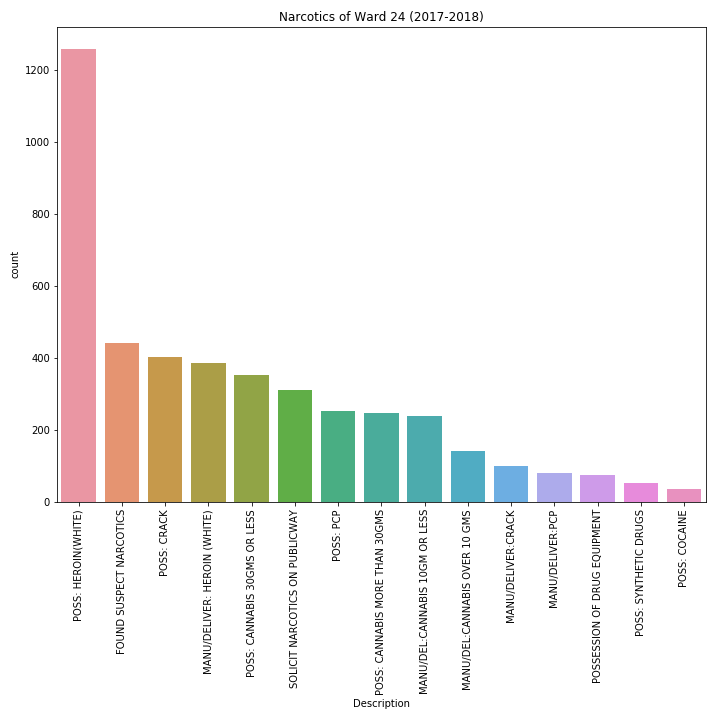 Narcotics of Ward 24 (2017-2018)
count
1200
1000
800
600
400
200
0
POSS: HEROIN(WHITE)
FOUND SUSPECT NARCOTICS
POSS: CRACK
MANU/DELIVER: HEROIN (WHITE)
POSS: CANNABIS 30GMS OR LESS
SOLICIT NARCOTICS ON PUBLICWAY
POSS: PCP
POSS: CANNABIS MORE THAN 30GMS
MANU/DEL:CANNABIS 10GM OR LESS
MANU/DEL:CANNABIS OVER 10 GMS
MANU/DELIVER:CRACK
MANU/DELIVER:PCP
POSSESSION OF DRUG EQUIPMENT
POSS: SYNTHETIC DRUGS
POSS: COCAINE
Description